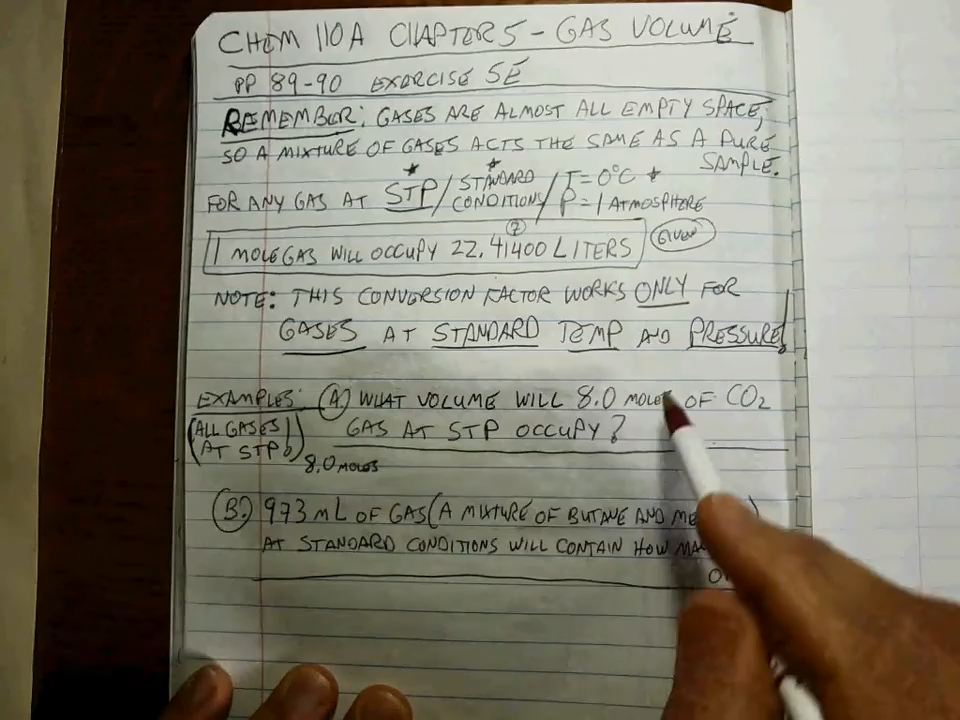 CHEM 110A CHAPTER 5 - GAS VOLUME
PP 89-90 EXERCISE 5E
REMEMBER: GASES ARE ALMOST ALL EMPTY SPACE,
SO A MIXTURE OF GASES ACTS THE SAME AS A PURE
SAMPLE.
FOR ANY GAS AT STP / STANDARD CONDITIONS / T = 0°C *
P = 1 ATMOSPHERE
1 MOLE GAS WILL OCCUPY 22.41400 LITERS (7) GIVEN
NOTE: THIS CONVERSION FACTOR WORKS ONLY FOR
GASES AT STANDARD TEMP AND PRESSURE!
EXAMPLES: (A) WHAT VOLUME WILL 8.0 MOLES OF CO2
(ALL GASES AT STP) GAS AT STP OCCUPY?
8.0 MOLES
(B.) 973 ML OF GAS (A MIXTURE OF BUTANE AND )
AT STANDARD CONDITIONS WILL CONTAIN HOW